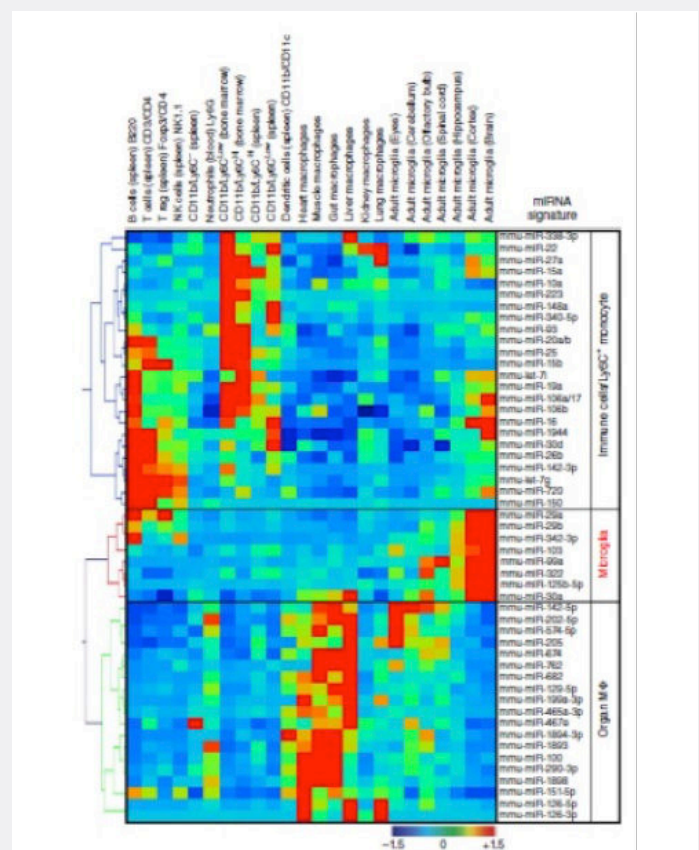 B cells (spleen) B220
T cells (spleen) CD3/CD4
T reg (spleen) Foxp3/CD4
NK cells (spleen) NK1.1
CD11b/Ly6C⁻ (spleen)
Neutrophils (blood) Ly6G
CD11b/Ly6C^Low (bone marrow)
CD11b/Ly6C^Hi (bone marrow)
CD11b/Ly6C^Hi (spleen)
CD11b/Ly6C^Low (spleen)
Dendritic cells (spleen) CD11b/CD11c
Heart macrophages
Muscle macrophages
Gut macrophages
Liver macrophages
Kidney macrophages
Lung macrophages
Adult microglia (Eyes)
Adult microglia (Cerebellum)
Adult microglia (Olfactory bulb)
Adult microglia (Spinal cord)
Adult microglia (Hippocampus)
Adult microglia (Cortex)
Adult microglia (Brain)
miRNA
signature
mmu-miR-338-3p
mmu-miR-22
mmu-miR-27a
mmu-miR-15a
mmu-miR-10a
mmu-miR-223
mmu-miR-148a
mmu-miR-340-5p
mmu-miR-93
mmu-miR-20a/b
mmu-miR-25
mmu-miR-15b
mmu-let-7i
mmu-miR-19a
mmu-miR-106a/17
mmu-miR-106b
mmu-miR-16
mmu-miR-1944
mmu-miR-30d
mmu-miR-26b
mmu-miR-142-3p
mmu-let-7g
mmu-miR-720
mmu-miR-150
mmu-miR-29a
mmu-miR-29b
mmu-miR-342-3p
mmu-miR-103
mmu-miR-99a
mmu-miR-322
mmu-miR-125b-5p
mmu-miR-30a
mmu-miR-142-5p
mmu-miR-202-5p
mmu-miR-574-5p
mmu-miR-205
mmu-miR-674
mmu-miR-762
mmu-miR-682
mmu-miR-129-5p
mmu-miR-199a-3p
mmu-miR-465a-3p
mmu-miR-467a
mmu-miR-1894-3p
mmu-miR-1893
mmu-miR-100
mmu-miR-290-3p
mmu-miR-1898
mmu-miR-151-5p
mmu-miR-126-5p
mmu-miR-126-3p
Immune cells/Ly6C⁺ monocyte
Microglia
Organ MΦ
−1.5 0 +1.5